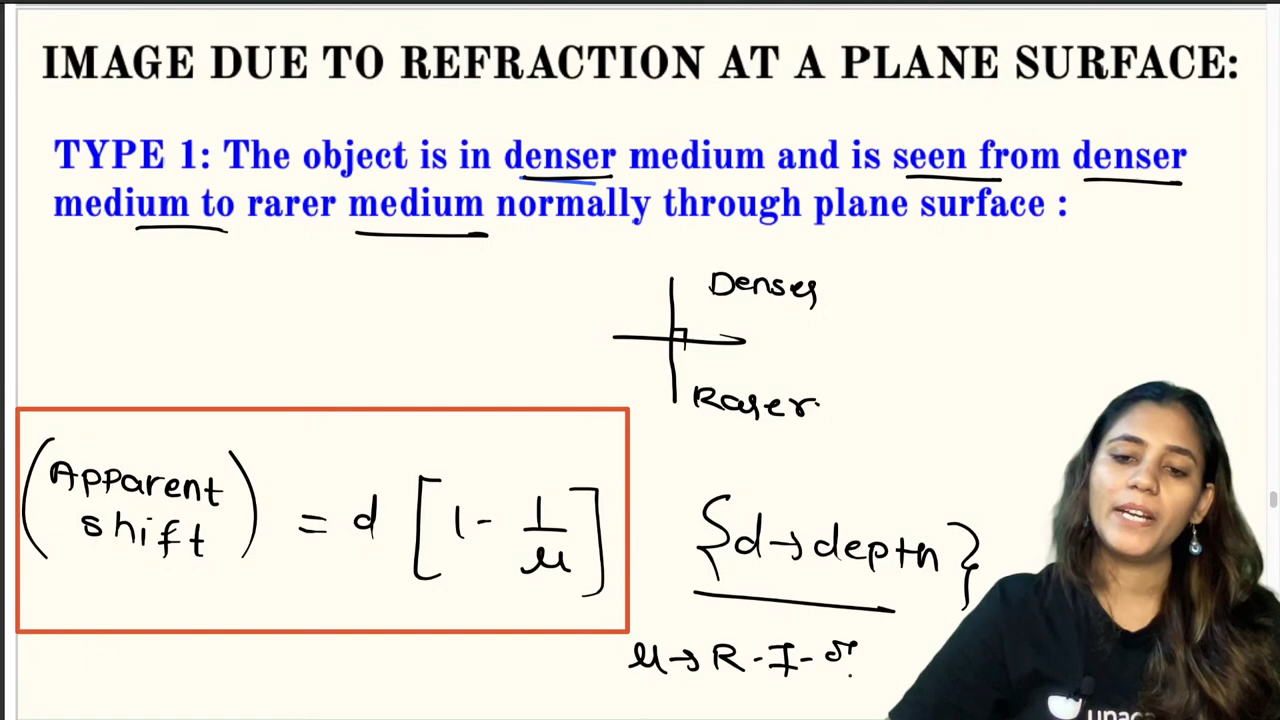 IMAGE DUE TO REFRACTION AT A PLANE SURFACE:
TYPE 1: The object is in denser medium and is seen from denser
medium to rarer medium normally through plane surface :
Denser
Rarer
(Apparent shift) = d [1 - 1/μ]
{d → depth}
μ → R-I-